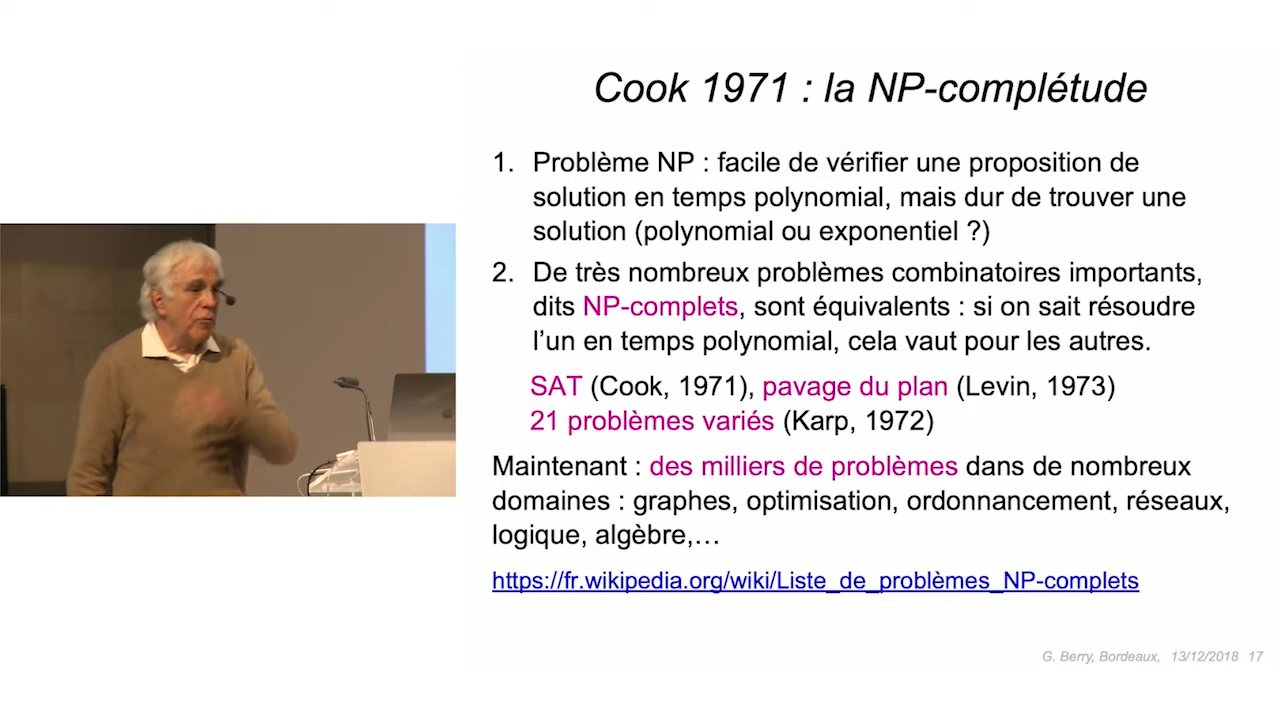 Cook 1971 : la NP-complétude
1. Problème NP : facile de vérifier une proposition de
solution en temps polynomial, mais dur de trouver une
solution (polynomial ou exponentiel ?)
2. De très nombreux problèmes combinatoires importants,
dits NP-complets, sont équivalents : si on sait résoudre
l’un en temps polynomial, cela vaut pour les autres.
SAT (Cook, 1971), pavage du plan (Levin, 1973)
21 problèmes variés (Karp, 1972)
Maintenant : des milliers de problèmes dans de nombreux
domaines : graphes, optimisation, ordonnancement, réseaux,
logique, algèbre,…
https://fr.wikipedia.org/wiki/Liste_de_problèmes_NP-complets
G. Berry, Bordeaux, 13/12/2018 17